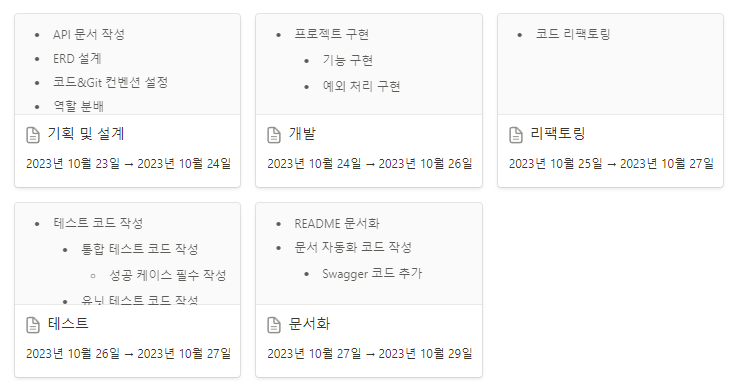 API 문서 작성
ERD 설계
코드&Git 컨벤션 설정
역할 분배
기획 및 설계
2023년 10월 23일 → 2023년 10월 24일
프로젝트 구현
기능 구현
예외 처리 구현
개발
2023년 10월 24일 → 2023년 10월 26일
코드 리팩토링
리팩토링
2023년 10월 25일 → 2023년 10월 27일
테스트 코드 작성
통합 테스트 코드 작성
성공 케이스 필수 작성
유닛 테스트 코드 작성
테스트
2023년 10월 26일 → 2023년 10월 27일
README 문서화
문서 자동화 코드 작성
Swagger 코드 추가
문서화
2023년 10월 27일 → 2023년 10월 29일